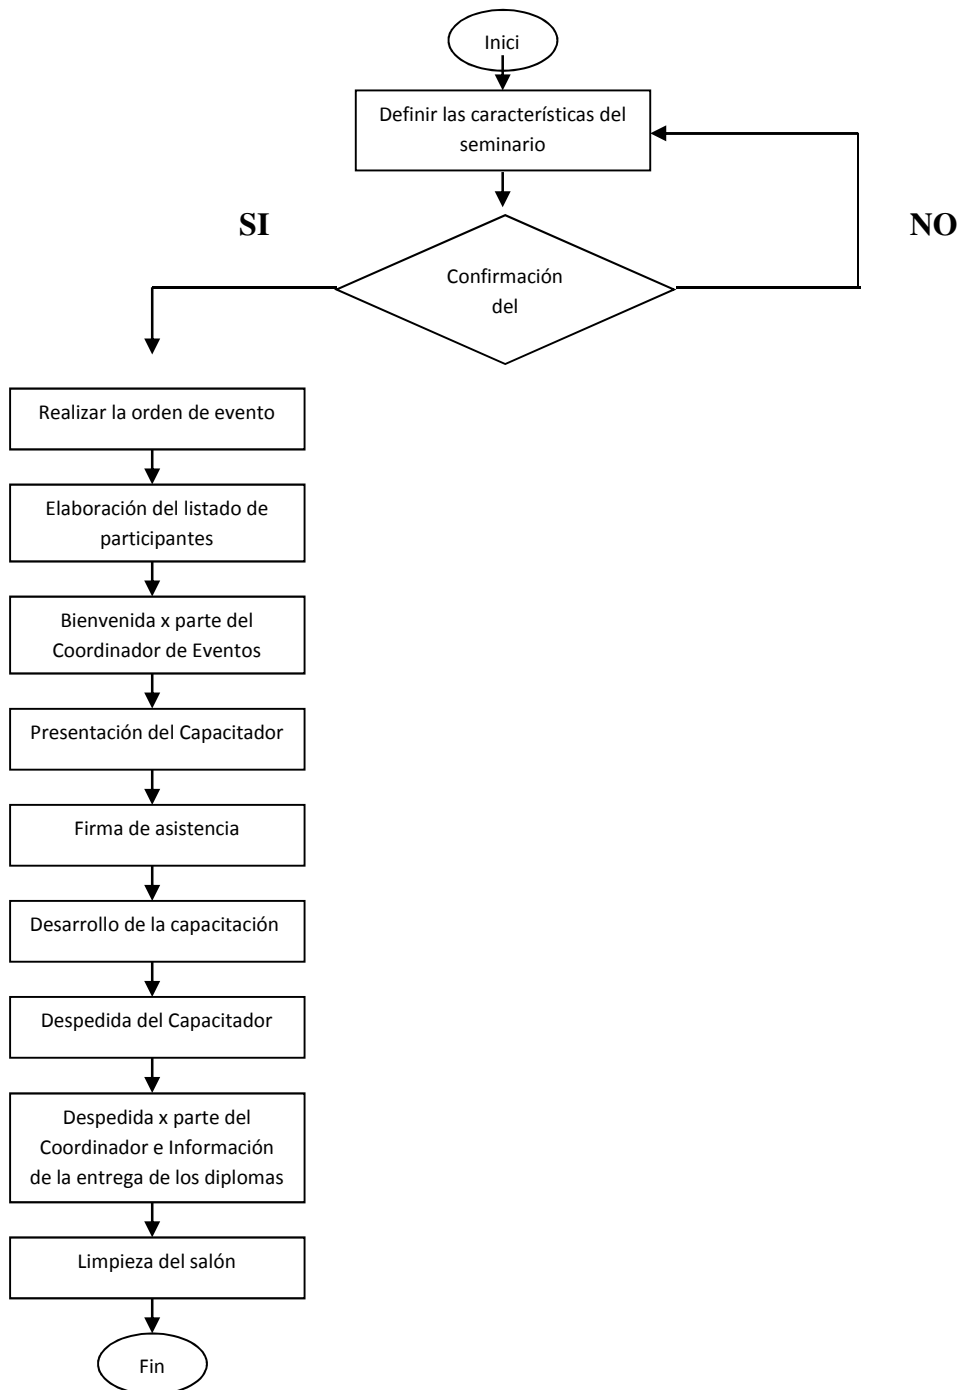 Inici
Definir las características del
seminario
SI
NO
Confirmación
del
Realizar la orden de evento
Elaboración del listado de
participantes
Bienvenida x parte del
Coordinador de Eventos
Presentación del Capacitador
Firma de asistencia
Desarrollo de la capacitación
Despedida del Capacitador
Despedida x parte del
Coordinador e Información
de la entrega de los diplomas
Limpieza del salón
Fin